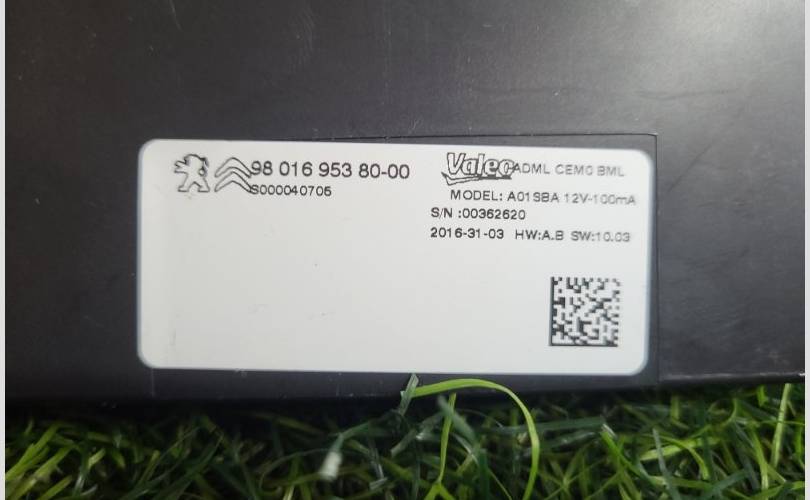 98 016 953 80-00
S000040705
Valeo ADML CEM0 BML
MODEL: A01SBA 12V-100mA
S/N :00362620
2016-31-03 HW:A.B SW:10.03